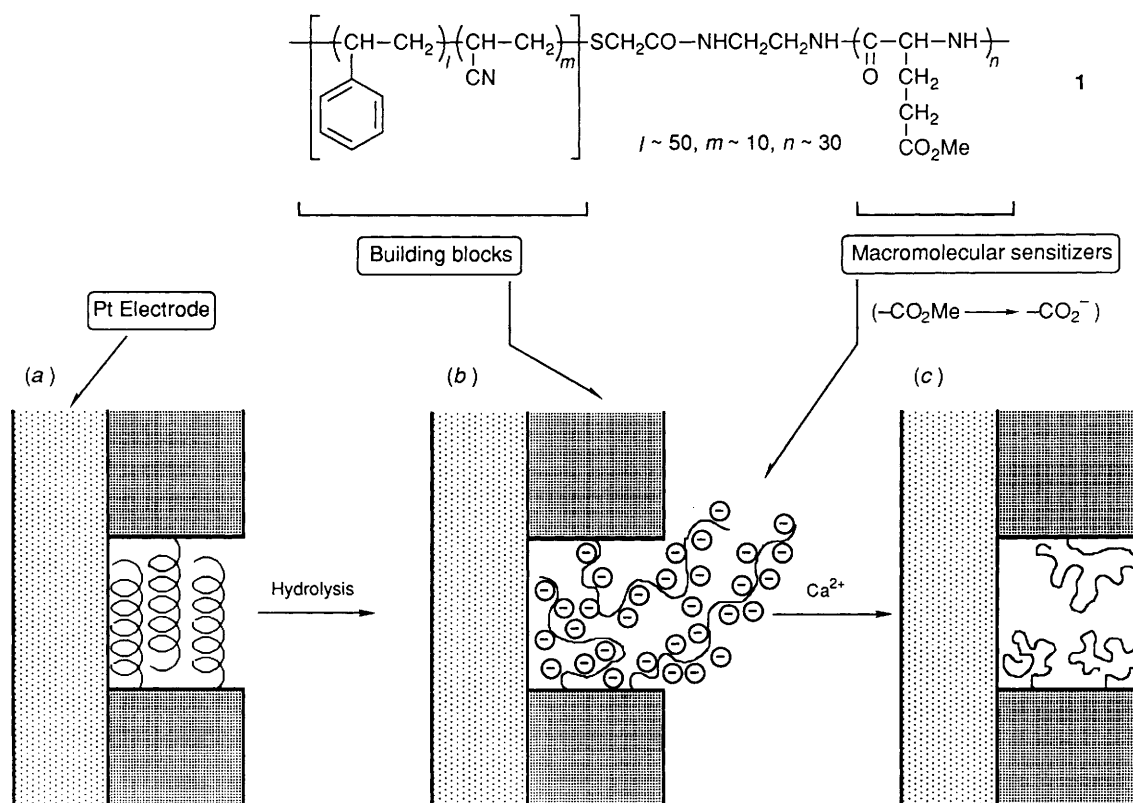 [(CH—CH₂)l(CH—CH₂)m]SCH₂CO—NHCH₂CH₂NH(C—CH—NH)n
CN
O
CH₂
CH₂
CO₂Me
1
l ~ 50, m ~ 10, n ~ 30
Building blocks
Macromolecular sensitizers
(–CO₂Me ⟶ –CO₂⁻)
Pt Electrode
(a)
(b)
(c)
Hydrolysis
Ca²⁺